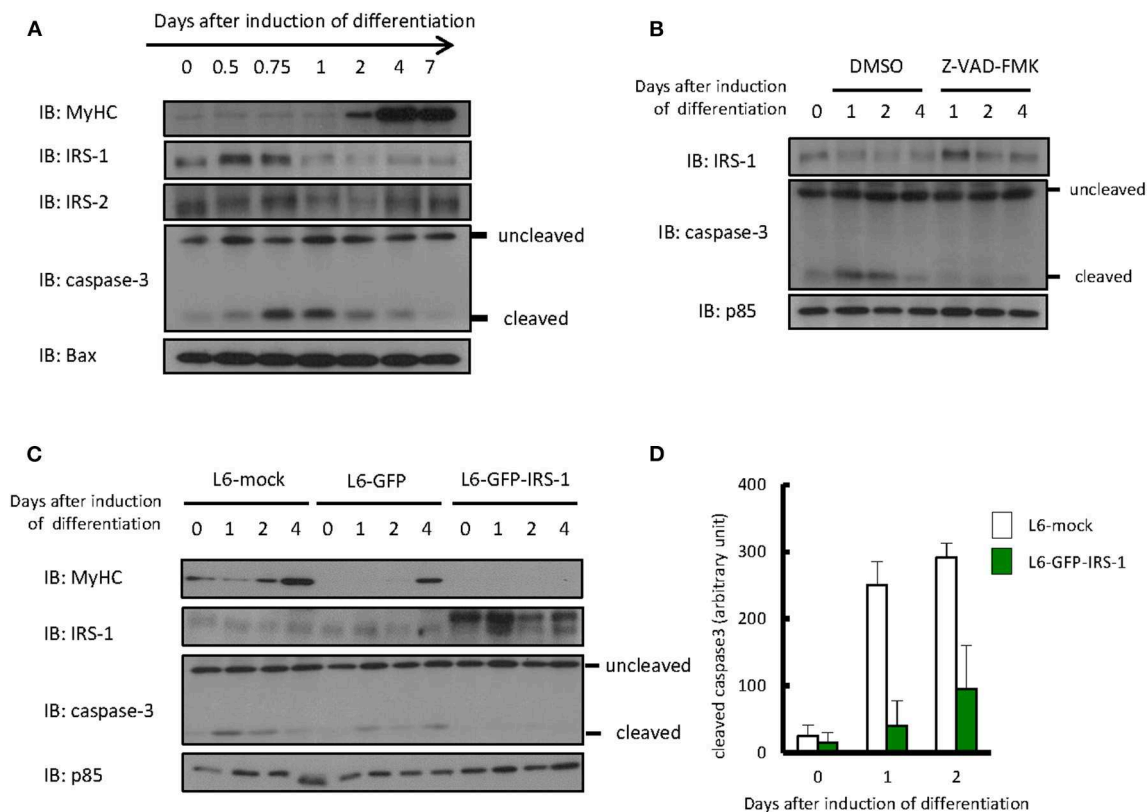 A
Days after induction of differentiation
0 0.5 0.75 1 2 4 7
IB: MyHC
IB: IRS-1
IB: IRS-2
uncleaved
IB: caspase-3
cleaved
IB: Bax
B
DMSO Z-VAD-FMK
Days after induction
of differentiation 0 1 2 4 1 2 4
IB: IRS-1
uncleaved
IB: caspase-3
cleaved
IB: p85
C
L6-mock L6-GFP L6-GFP-IRS-1
Days after induction
of differentiation 0 1 2 4 0 1 2 4 0 1 2 4
IB: MyHC
IB: IRS-1
uncleaved
IB: caspase-3
cleaved
IB: p85
D
cleaved caspase3 (arbitrary unit)
400
300
200
100
0
L6-mock
L6-GFP-IRS-1
0 1 2
Days after induction of differentiation